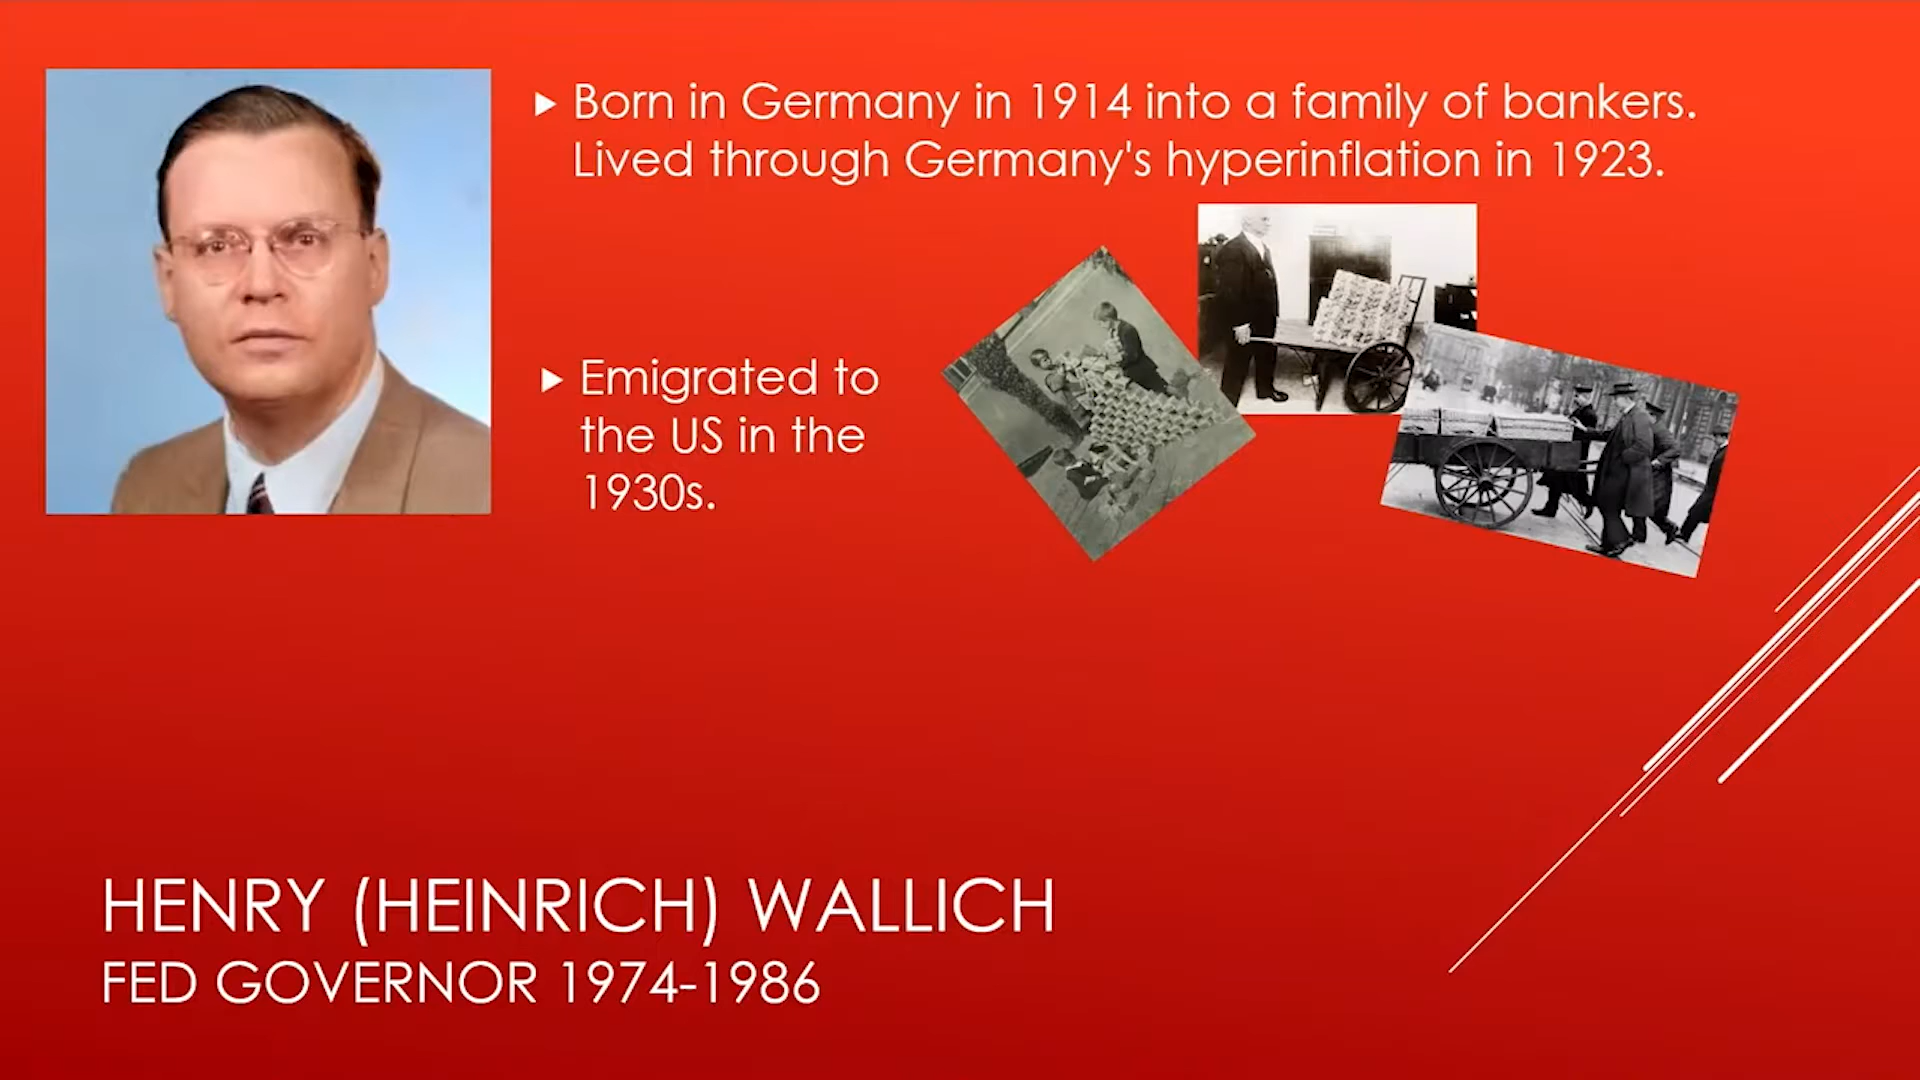 Born in Germany in 1914 into a family of bankers.
Lived through Germany's hyperinflation in 1923.
Emigrated to
the US in the
1930s.
HENRY (HEINRICH) WALLICH
FED GOVERNOR 1974-1986